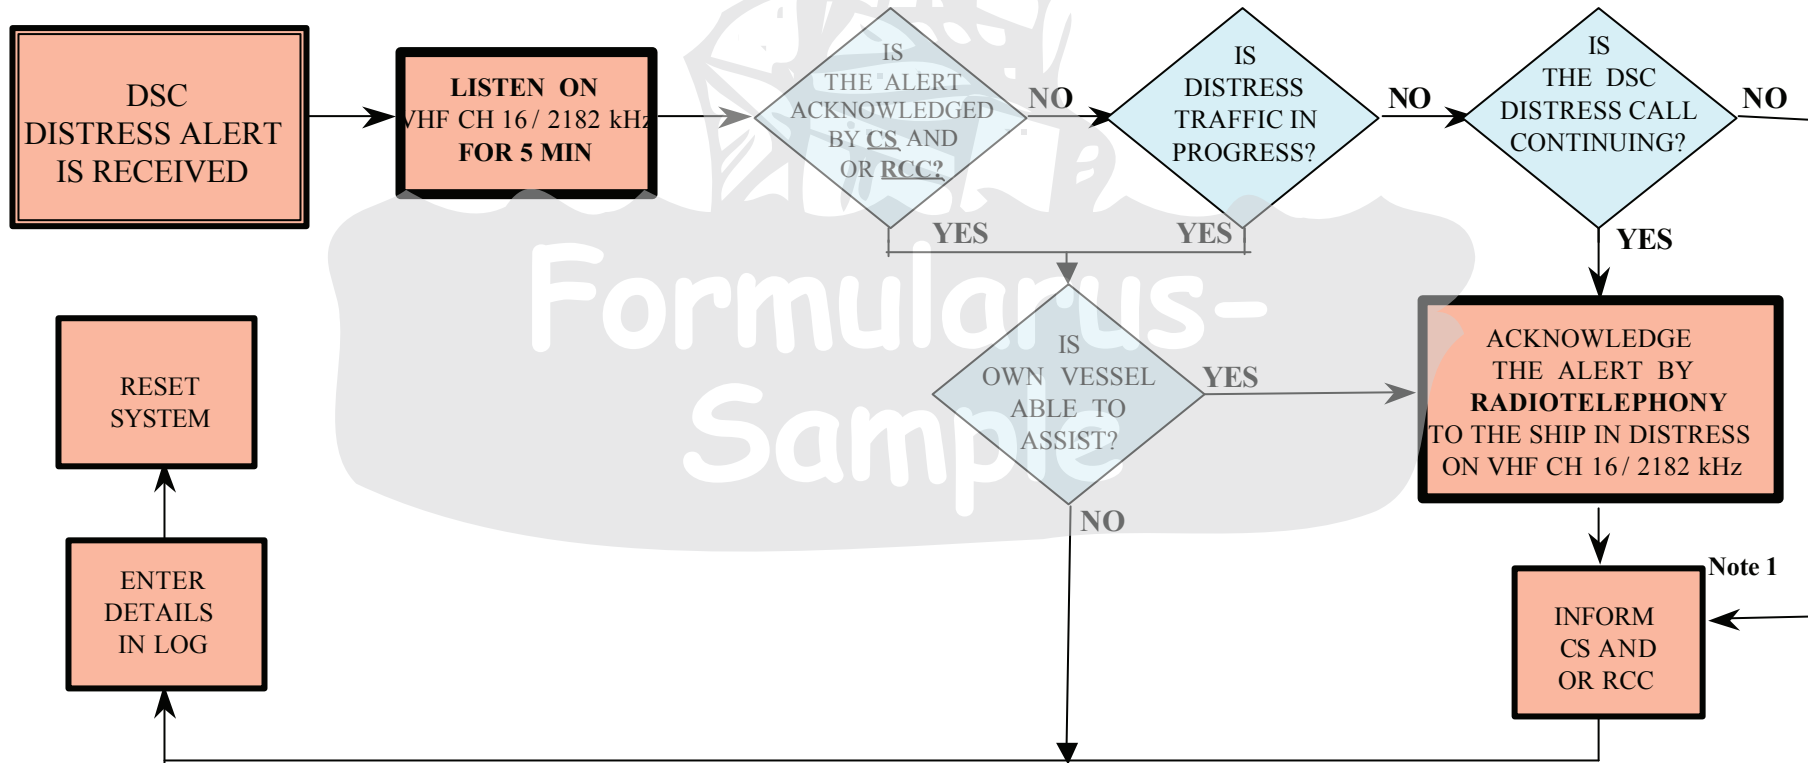 DSC
DISTRESS ALERT
IS RECEIVED
LISTEN ON
VHF CH 16 / 2182 kHz
FOR 5 MIN
IS
THE ALERT
ACKNOWLEDGED
BY CS AND
OR RCC?
NO
YES
IS
DISTRESS
TRAFFIC IN
PROGRESS?
NO
YES
IS
THE DSC
DISTRESS CALL
CONTINUING?
NO
YES
Formularus-
Sample
IS
OWN VESSEL
ABLE TO
ASSIST?
YES
NO
ACKNOWLEDGE
THE ALERT BY
RADIOTELEPHONY
TO THE SHIP IN DISTRESS
ON VHF CH 16 / 2182 kHz
Note 1
INFORM
CS AND
OR RCC
RESET
SYSTEM
ENTER
DETAILS
IN LOG